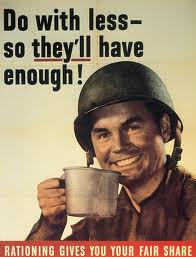 Do with less–
so they'll have
enough!
RATIONING GIVES YOU YOUR FAIR SHARE